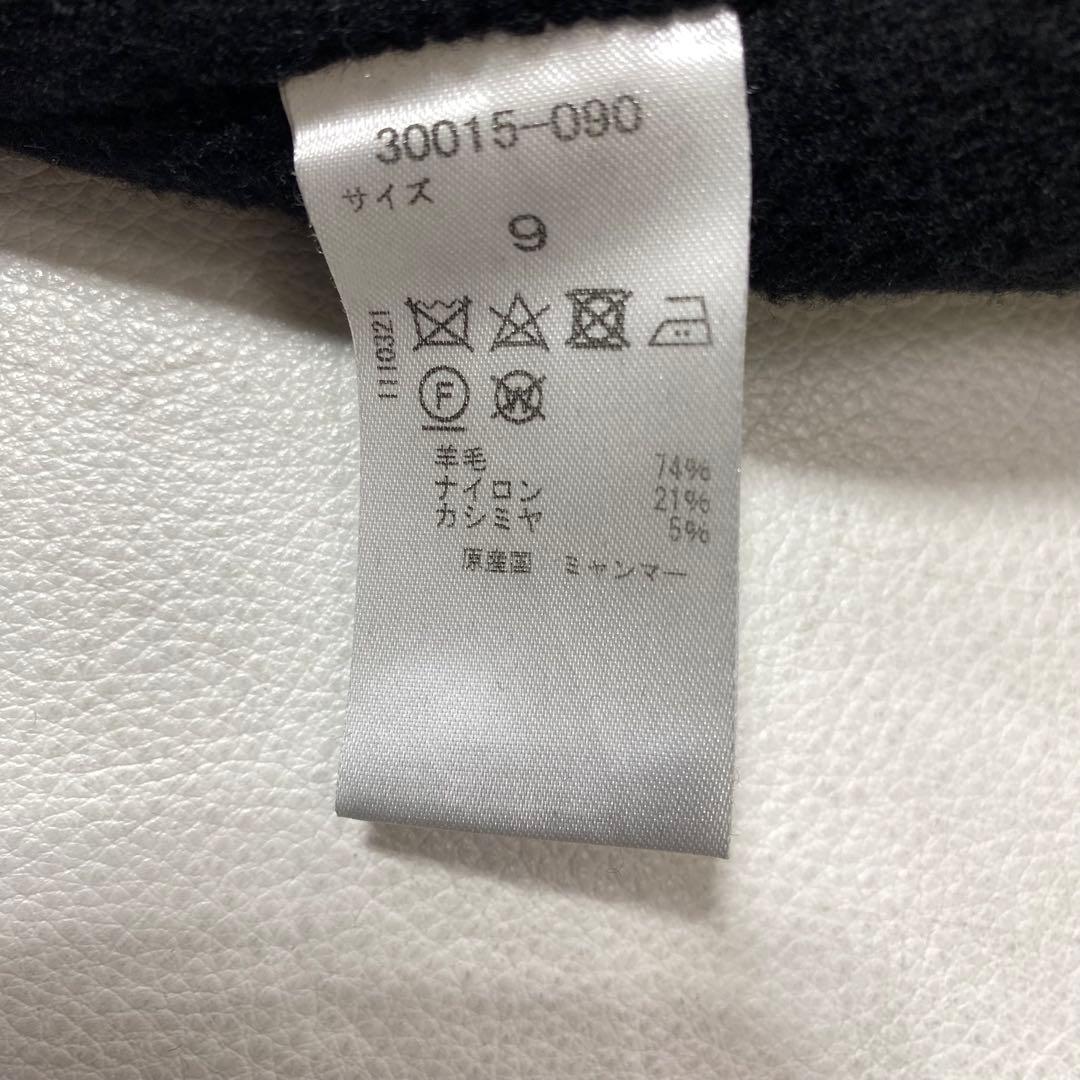 30015-090
サイズ
9
1110321
F
W
羊毛 74%
ナイロン 21%
カシミヤ 5%
原産国 ミャンマー